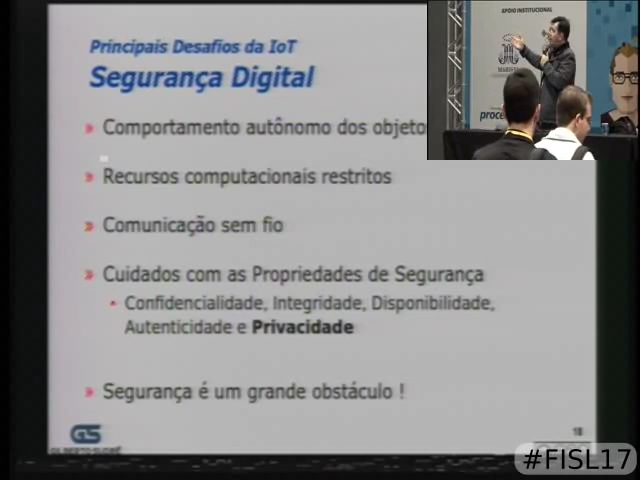 Principais Desafios da IoT
Segurança Digital
» Comportamento autônomo dos objetos
» Recursos computacionais restritos
» Comunicação sem fio
» Cuidados com as Propriedades de Segurança
Confidencialidade, Integridade, Disponibilidade,
Autenticidade e Privacidade
» Segurança é um grande obstáculo !
18
APOIO INSTITUCIONAL
#FISL17